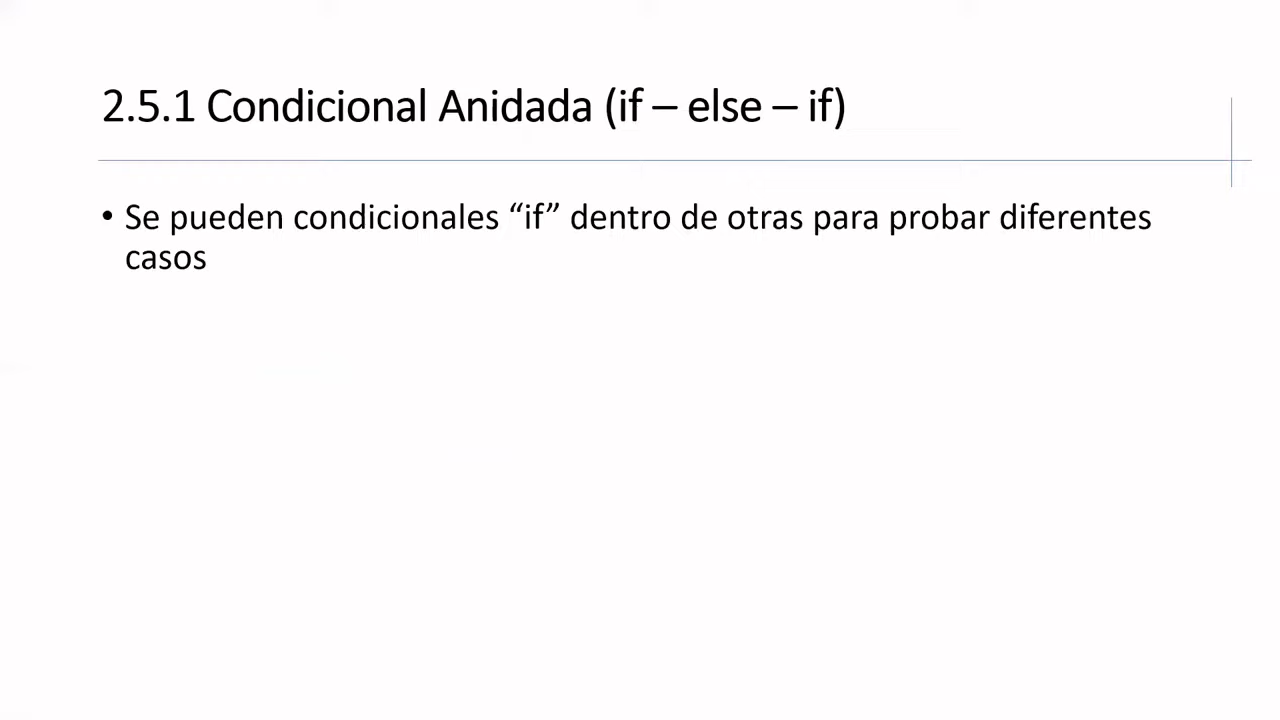 2.5.1 Condicional Anidada (if – else – if)
• Se pueden condicionales “if” dentro de otras para probar diferentes
casos